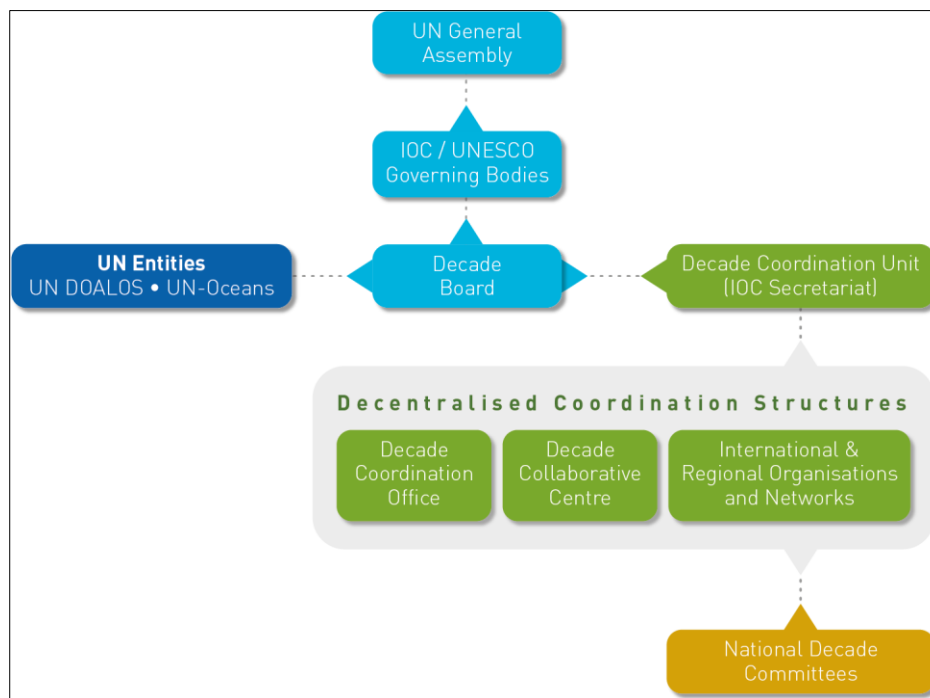 UN General
Assembly
IOC / UNESCO
Governing Bodies
UN Entities
UN DOALOS • UN-Oceans
Decade
Board
Decade Coordination Unit
(IOC Secretariat)
Decentralised Coordination Structures
Decade
Coordination
Office
Decade
Collaborative
Centre
International &
Regional Organisations
and Networks
National Decade
Committees